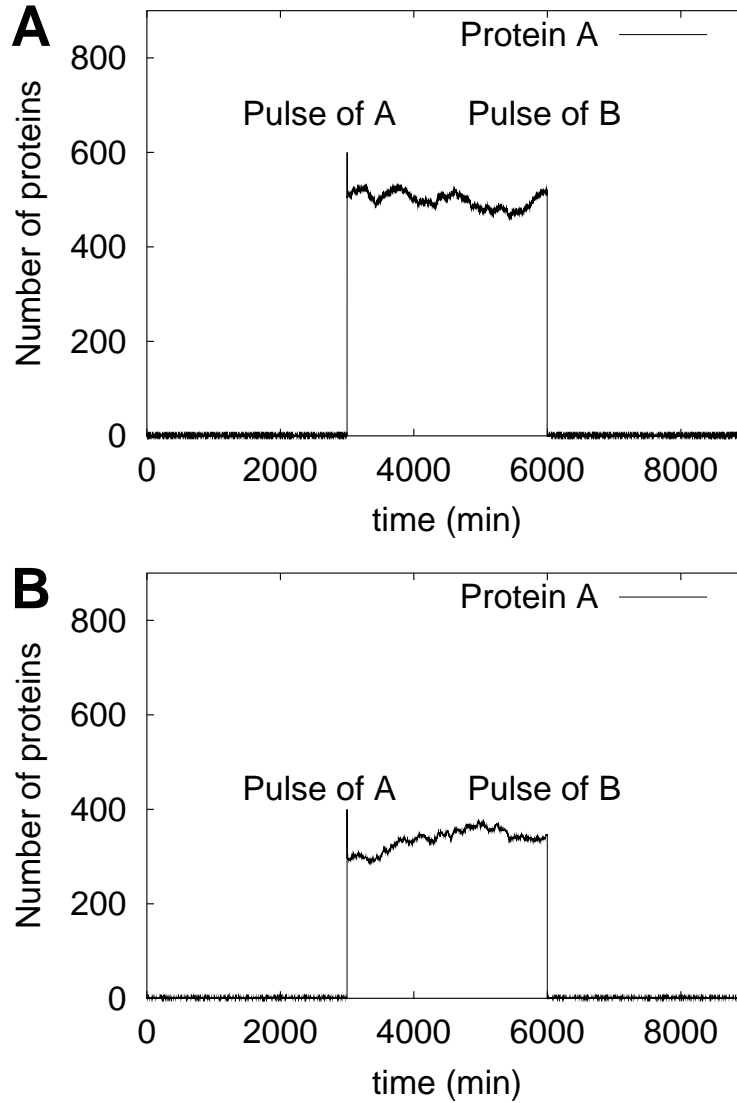 A
Protein A
800
Pulse of A Pulse of B
600
400
200
0
0 2000 4000 6000 8000
Number of proteins
time (min)
B
Protein A
800
600
Pulse of A Pulse of B
400
200
0
0 2000 4000 6000 8000
Number of proteins
time (min)